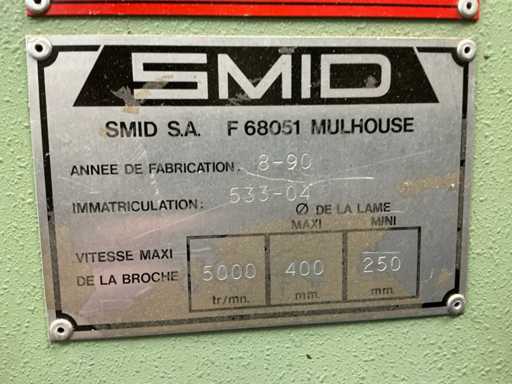 SMID
SMID S.A. F 68051 MULHOUSE
ANNEE DE FABRICATION: 8-90
IMMATRICULATION: 533-04
Ø DE LA LAME
MAXI MINI
VITESSE MAXI
DE LA BROCHE 5000 400 250
tr/mn. mm. mm.